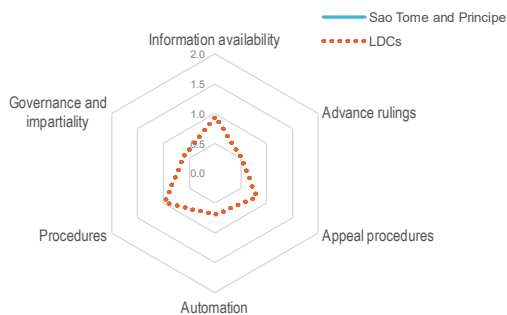 Sao Tome and Principe
LDCs
Information availability
2.0
1.5
1.0
0.5
0.0
Governance and
impartiality
Advance rulings
Procedures
Appeal procedures
Automation